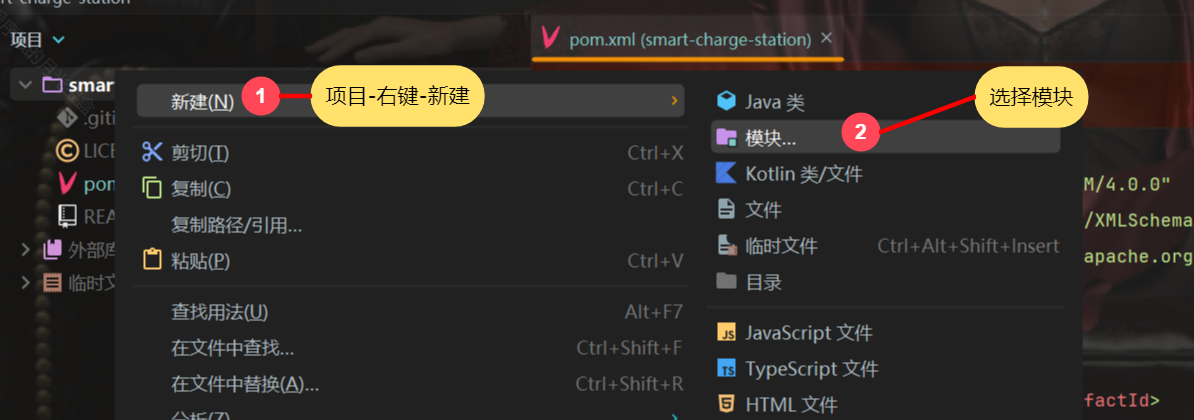 rt-charge-station
项目
pom.xml (smart-charge-station)
smar
新建(N)
1
项目-右键-新建
Java 类
选择模块
.giti
模块...
2
LICE
剪切(T) Ctrl+X
Kotlin 类/文件
pom
复制(C) Ctrl+C
文件
M/4.0.0"
REA
复制路径/引用...
/XMLSchema
外部库
粘贴(P) Ctrl+V
临时文件 Ctrl+Alt+Shift+Insert
apache.org
临时文
目录
查找用法(U) Alt+F7
JavaScript 文件
在文件中查找... Ctrl+Shift+F
TypeScript 文件
在文件中替换(A)... Ctrl+Shift+R
HTML 文件
factId>
分析(Z)